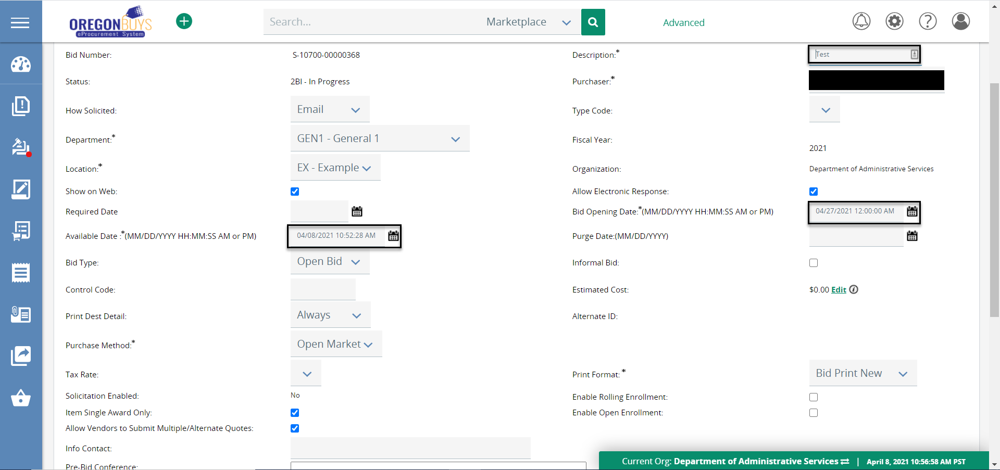 OREGONBUYS
eProcurement System
Search...
Marketplace
Advanced
Bid Number:
S-10700-00000368
Description:*
Test
Status:
2BI - In Progress
Purchaser:*
How Solicited:
Email
Type Code:
Department:*
GEN1 - General 1
Fiscal Year:
2021
Location:*
EX - Example
Organization:
Department of Administrative Services
Show on Web:
Allow Electronic Response:
Required Date
Bid Opening Date:*(MM/DD/YYYY HH:MM:SS AM or PM)
04/27/2021 12:00:00 AM
Available Date :*(MM/DD/YYYY HH:MM:SS AM or PM)
04/08/2021 10:52:28 AM
Purge Date:(MM/DD/YYYY)
Bid Type:
Open Bid
Informal Bid:
Control Code:
Estimated Cost:
$0.00 Edit
Print Dest Detail:
Always
Alternate ID:
Purchase Method:*
Open Market
Tax Rate:
Print Format: *
Bid Print New
Solicitation Enabled:
No
Enable Rolling Enrollment:
Item Single Award Only:
Enable Open Enrollment:
Allow Vendors to Submit Multiple/Alternate Quotes:
Info Contact:
Pre-Bid Conference:
Current Org: Department of Administrative Services | April 8, 2021 10:56:58 AM PST